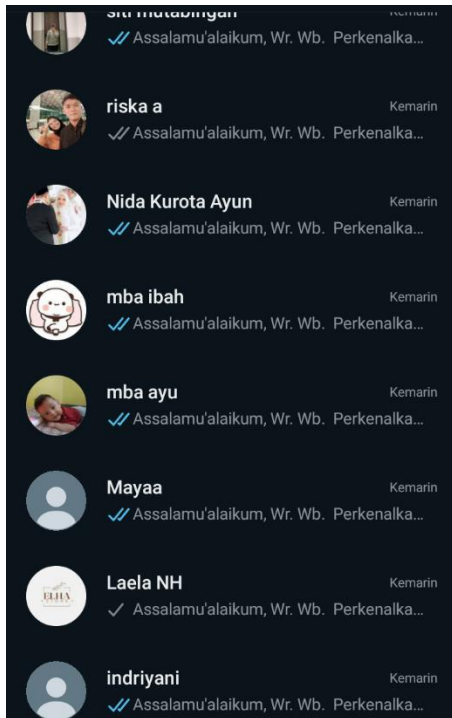 siti mutabingah
Kemarin
Assalamu'alaikum, Wr. Wb. Perkenalka...
riska a
Kemarin
Assalamu'alaikum, Wr. Wb. Perkenalka...
Nida Kurota Ayun
Kemarin
Assalamu'alaikum, Wr. Wb. Perkenalka...
mba ibah
Kemarin
Assalamu'alaikum, Wr. Wb. Perkenalka...
mba ayu
Kemarin
Assalamu'alaikum, Wr. Wb. Perkenalka...
Mayaa
Kemarin
Assalamu'alaikum, Wr. Wb. Perkenalka...
ELHA
Laela NH
Kemarin
Assalamu'alaikum, Wr. Wb. Perkenalka...
indriyani
Kemarin
Assalamu'alaikum, Wr. Wb. Perkenalka...